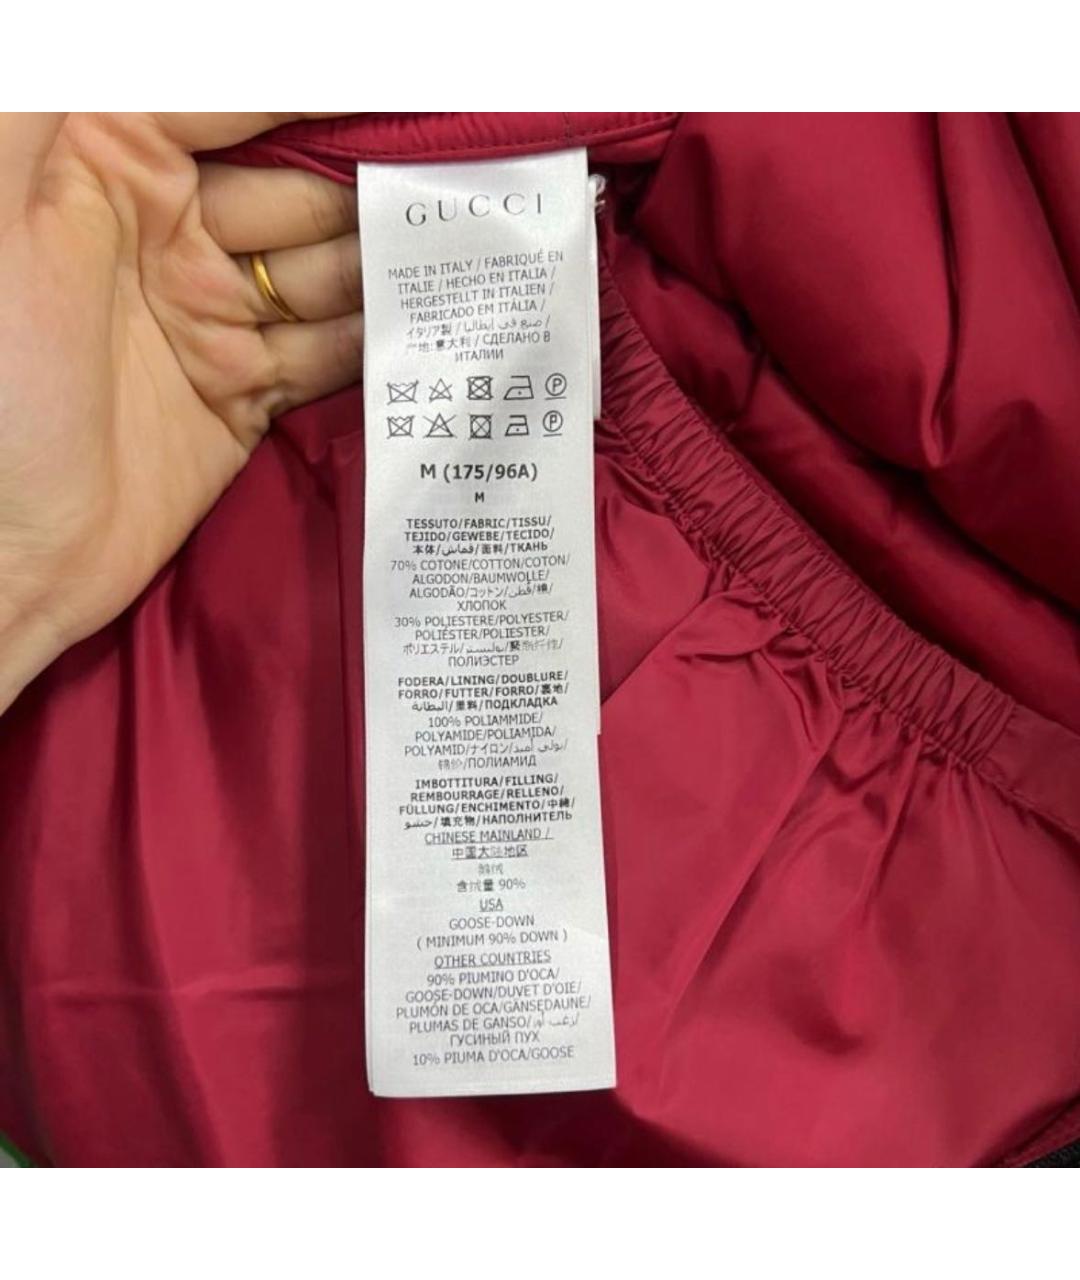 GUCCI
MADE IN ITALY / FABRIQUÉ EN
ITALIE / HECHO EN ITALIA /
HERGESTELLT IN ITALIEN /
FABRICADO EM ITÁLIA /
イタリア製 / صنع في إيطاليا /
产地:意大利 / СДЕЛАНО В
ИТАЛИИ
P
P
M (175/96A)
M
TESSUTO/FABRIC/TISSU/
TEJIDO/GEWEBE/TECIDO/
本体/قماش/面料/ТКАНЬ
70% COTONE/COTTON/COTON/
ALGODON/BAUMWOLLE/
ALGODÃO/コットン/قطن/棉/
ХЛОПОК
30% POLIESTERE/POLYESTER/
POLIÉSTER/POLIESTER/
ポリエステル/بوليستر/聚酯纤维/
ПОЛИЭСТЕР
FODERA/LINING/DOUBLURE/
FORRO/FUTTER/FORRO/裏地/
البطانة/里料/ПОДКЛАДКА
100% POLIAMMIDE/
POLYAMIDE/POLIAMIDA/
POLYAMID/ナイロン/بولي أميد/
锦纶/ПОЛИАМИД
IMBOTTITURA/FILLING/
REMBOURRAGE/RELLENO/
FÜLLUNG/ENCHIMENTO/中綿/
حشو/填充物/НАПОЛНИТЕЛЬ
CHINESE MAINLAND /
中国大陆地区
鹅绒
含绒量 90%
USA
GOOSE-DOWN
( MINIMUM 90% DOWN )
OTHER COUNTRIES
90% PIUMINO D'OCA/
GOOSE-DOWN/DUVET D'OIE/
PLUMÓN DE OCA/GÄNSEDAUNE/
PLUMAS DE GANSO/زغب أوز/
ГУСИНЫЙ ПУХ
10% PIUMA D'OCA/GOOSE